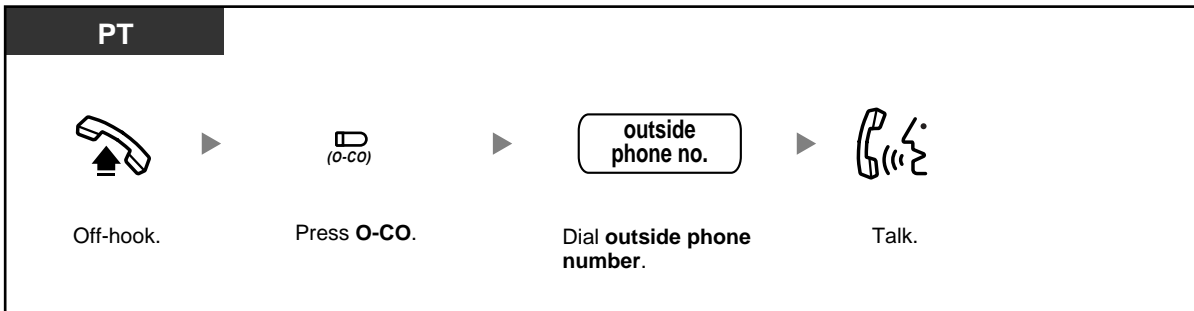 PT
(O-CO)
outside
phone no.
Off-hook.
Press O-CO.
Dial outside phone
number.
Talk.